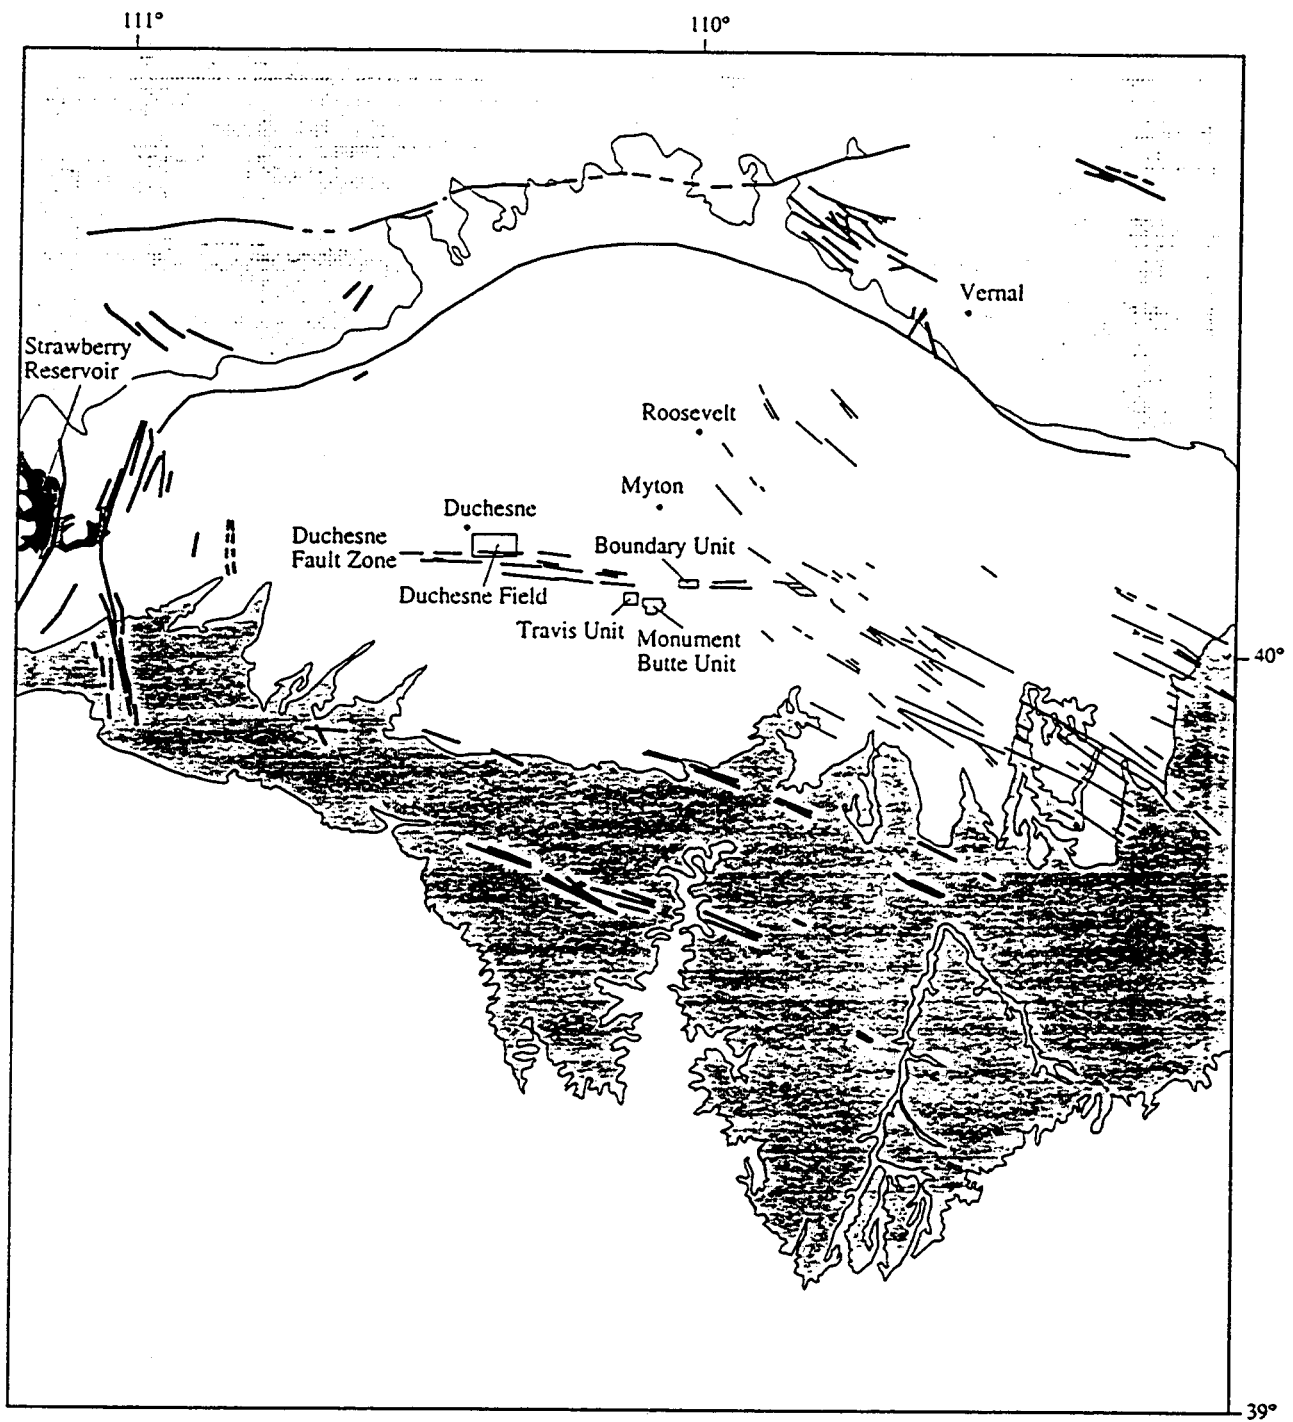 111°
110°
Vernal
Strawberry
Reservoir
Roosevelt
Myton
Duchesne
Duchesne
Fault Zone
Boundary Unit
Duchesne Field
Travis Unit
Monument
Butte Unit
40°
39°